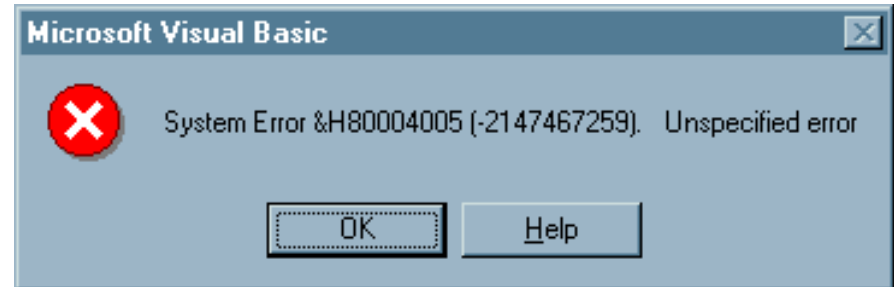 Microsoft Visual Basic
System Error &H80004005 (-2147467259).   Unspecified error
OK
Help